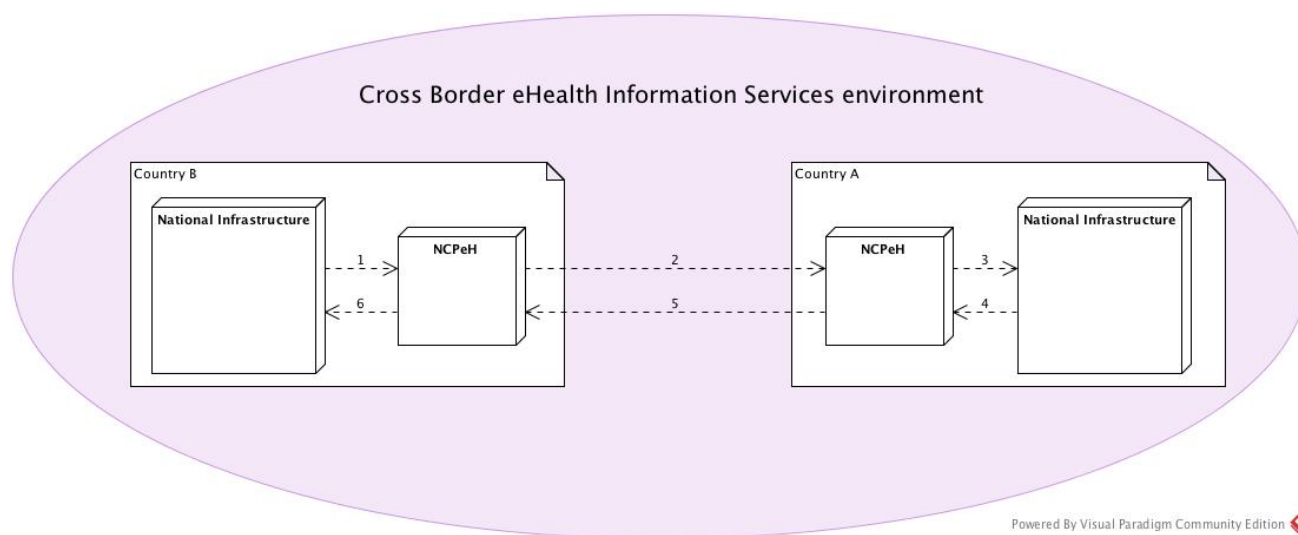 Cross Border eHealth Information Services environment
Country B
National Infrastructure
NCPeH
1
6
2
5
Country A
NCPeH
3
4
National Infrastructure
Powered By Visual Paradigm Community Edition